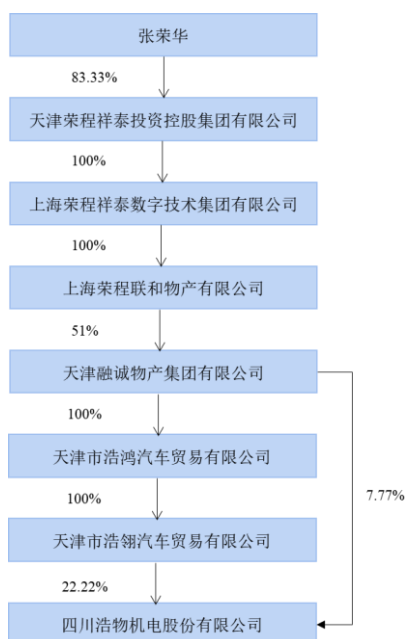 张荣华
83.33%
天津荣程祥泰投资控股集团有限公司
100%
上海荣程祥泰数字技术集团有限公司
100%
上海荣程联和物产有限公司
51%
天津融诚物产集团有限公司
100%
天津市浩鸿汽车贸易有限公司
7.77%
100%
天津市浩翎汽车贸易有限公司
22.22%
四川浩物机电股份有限公司